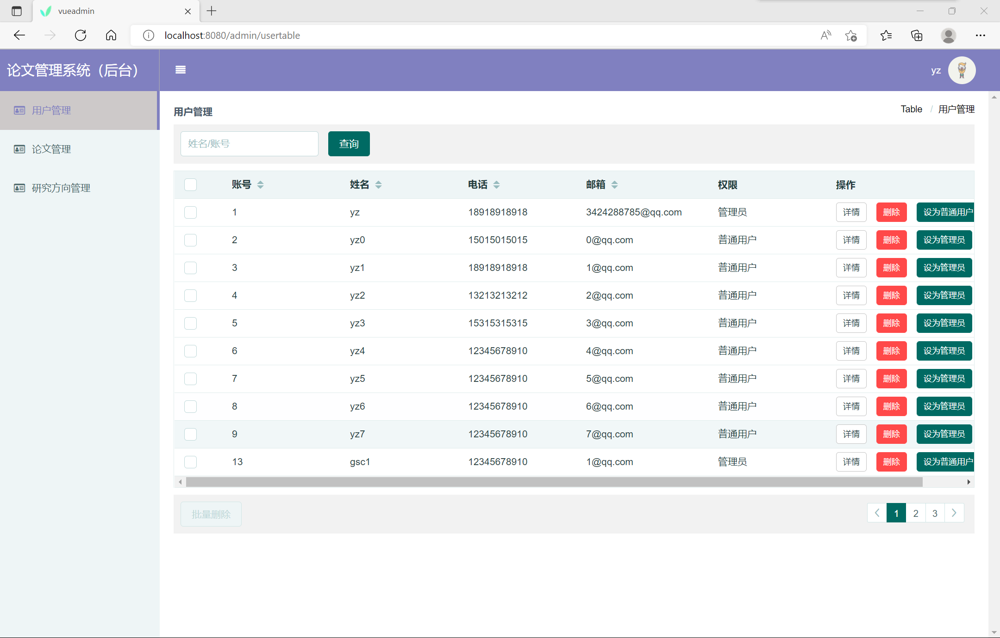 vueadmin
localhost:8080/admin/usertable
论文管理系统（后台）
yz
用户管理
论文管理
研究方向管理
用户管理
Table / 用户管理
姓名/账号 查询
账号 姓名 电话 邮箱 权限 操作
1 yz 18918918918 3424288785@qq.com 管理员 详情 删除 设为普通用户
2 yz0 15015015015 0@qq.com 普通用户 详情 删除 设为管理员
3 yz1 18918918918 1@qq.com 普通用户 详情 删除 设为管理员
4 yz2 13213213212 2@qq.com 普通用户 详情 删除 设为管理员
5 yz3 15315315315 3@qq.com 普通用户 详情 删除 设为管理员
6 yz4 12345678910 4@qq.com 普通用户 详情 删除 设为管理员
7 yz5 12345678910 5@qq.com 普通用户 详情 删除 设为管理员
8 yz6 12345678910 6@qq.com 普通用户 详情 删除 设为管理员
9 yz7 12345678910 7@qq.com 普通用户 详情 删除 设为管理员
13 gsc1 12345678910 1@qq.com 管理员 详情 删除 设为普通用户
批量删除
1 2 3